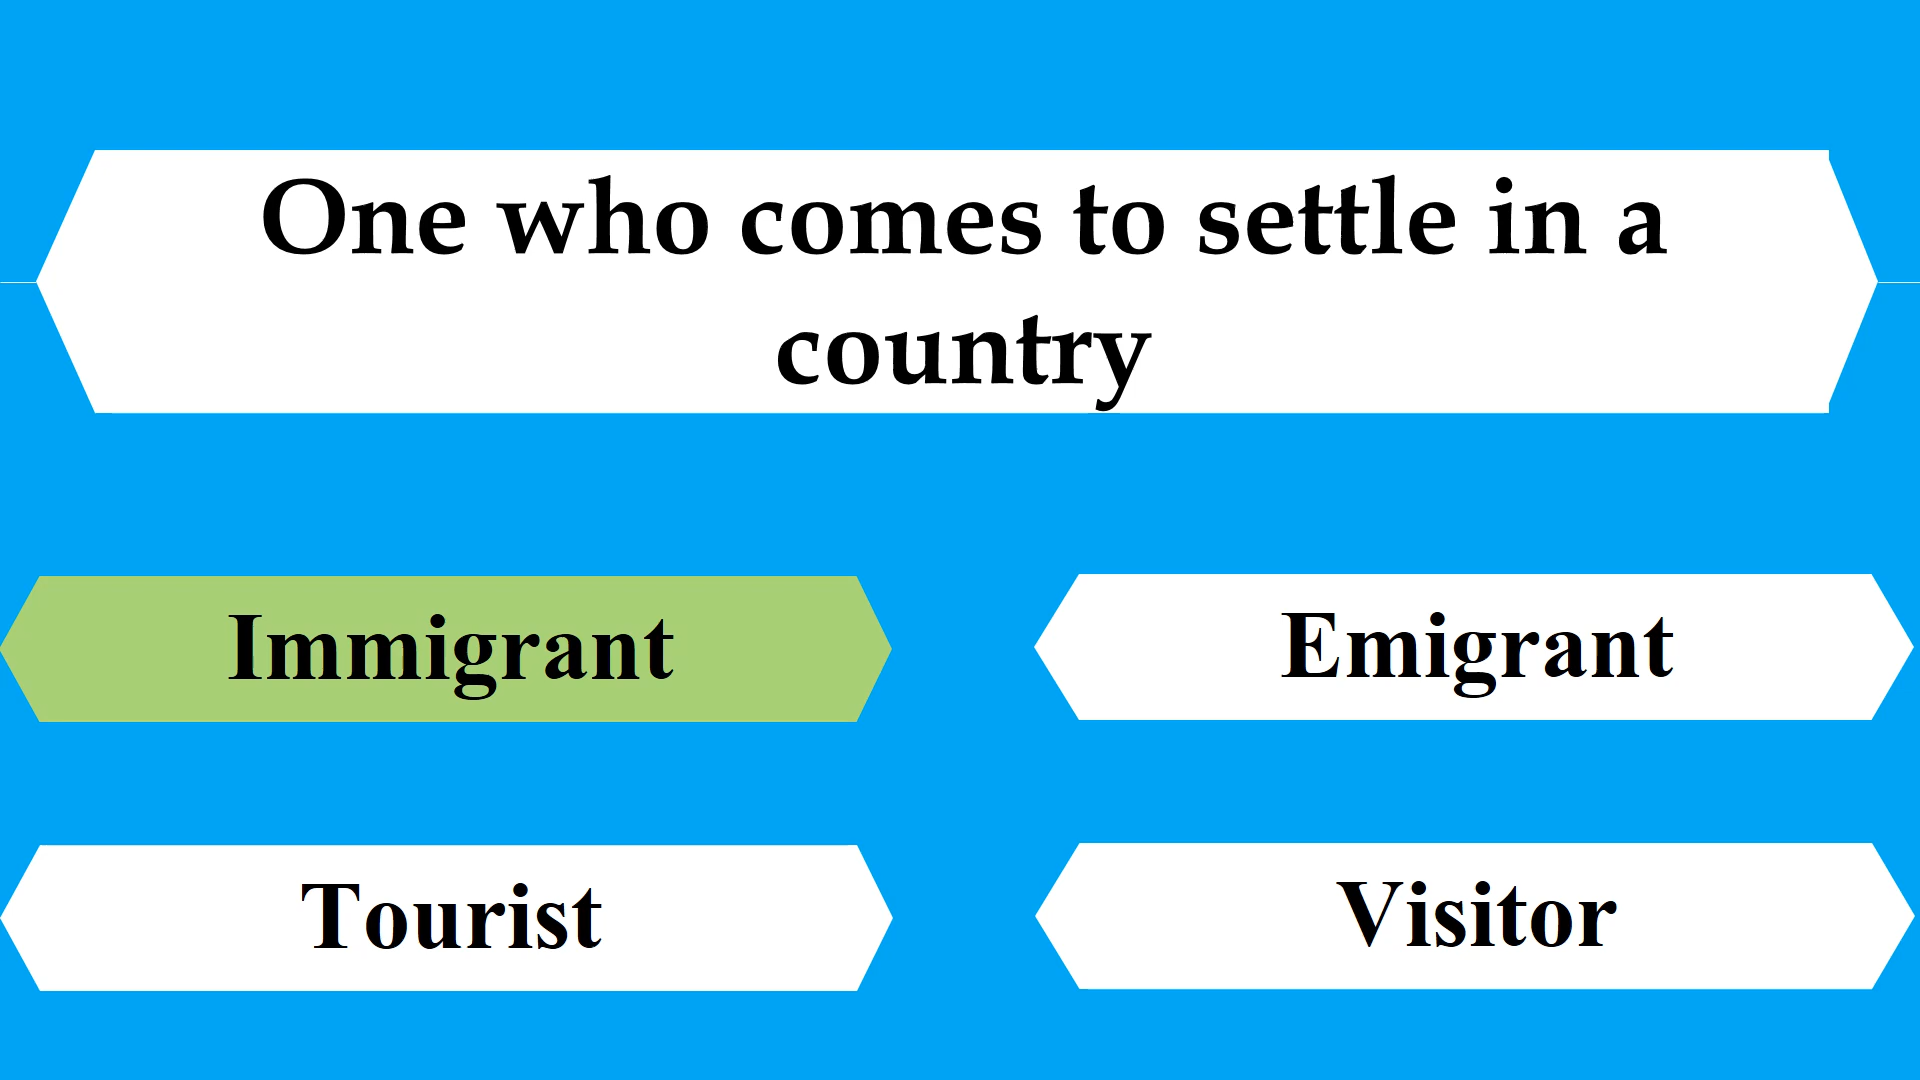 One who comes to settle in a
country
Immigrant
Emigrant
Tourist
Visitor